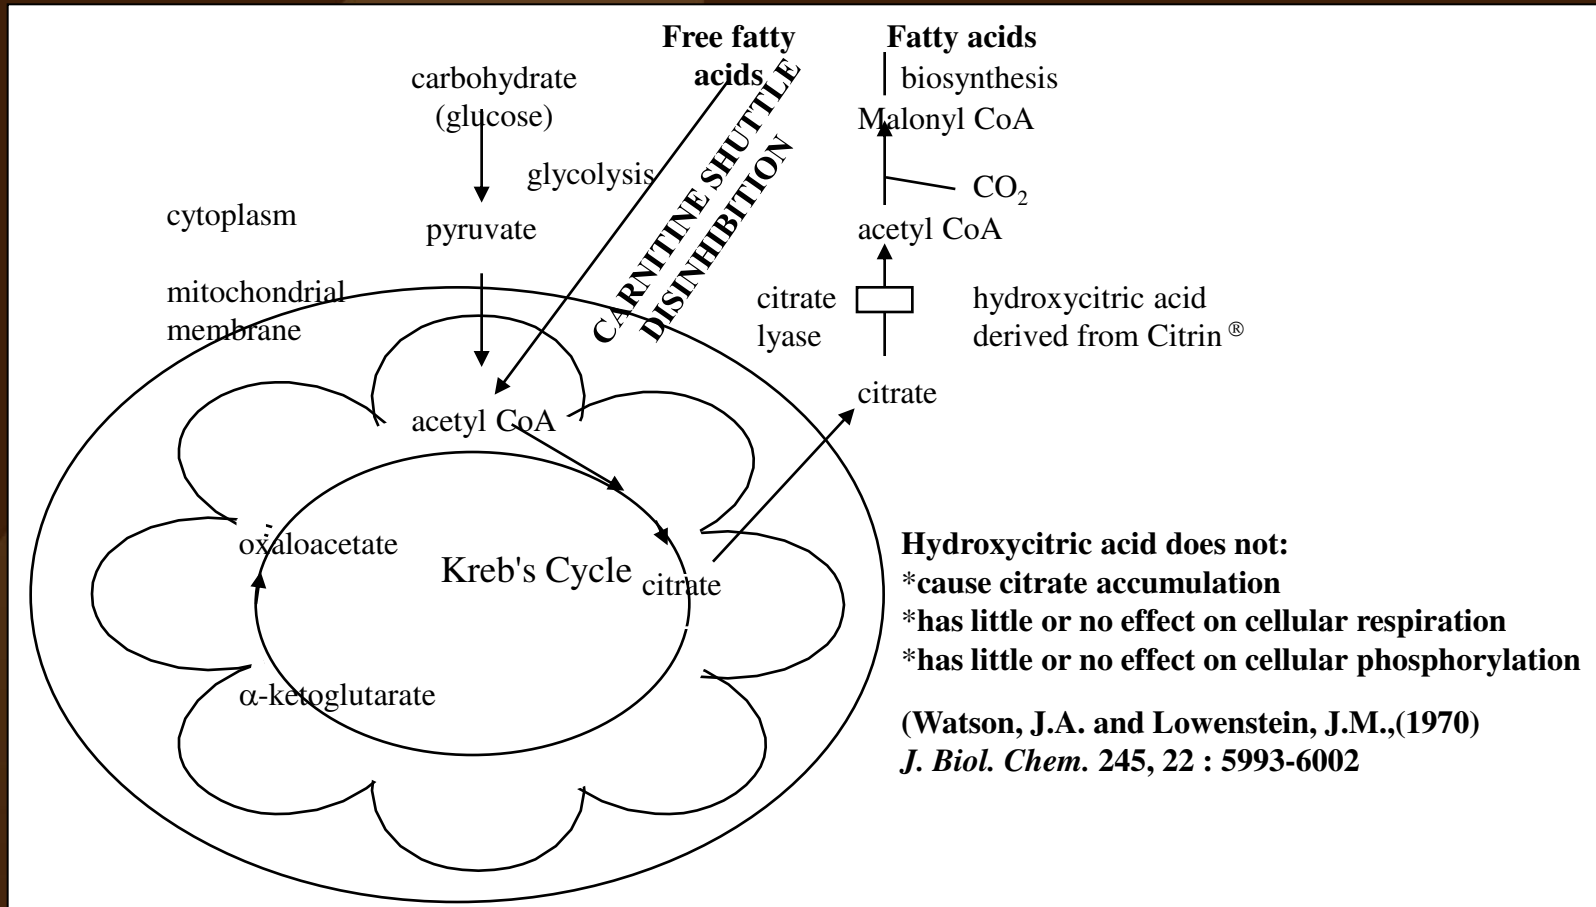 Free fatty
acids
Fatty acids
biosynthesis
carbohydrate
(glucose)
Malonyl CoA
glycolysis
CARNITINE SHUTTLE
DISINHIBITION
CO2
cytoplasm
pyruvate
acetyl CoA
mitochondrial
membrane
citrate
lyase
hydroxycitric acid
derived from Citrin ®
citrate
acetyl CoA
oxaloacetate
Kreb's Cycle
citrate
α-ketoglutarate
Hydroxycitric acid does not:
*cause citrate accumulation
*has little or no effect on cellular respiration
*has little or no effect on cellular phosphorylation
(Watson, J.A. and Lowenstein, J.M.,(1970)
J. Biol. Chem. 245, 22 : 5993-6002